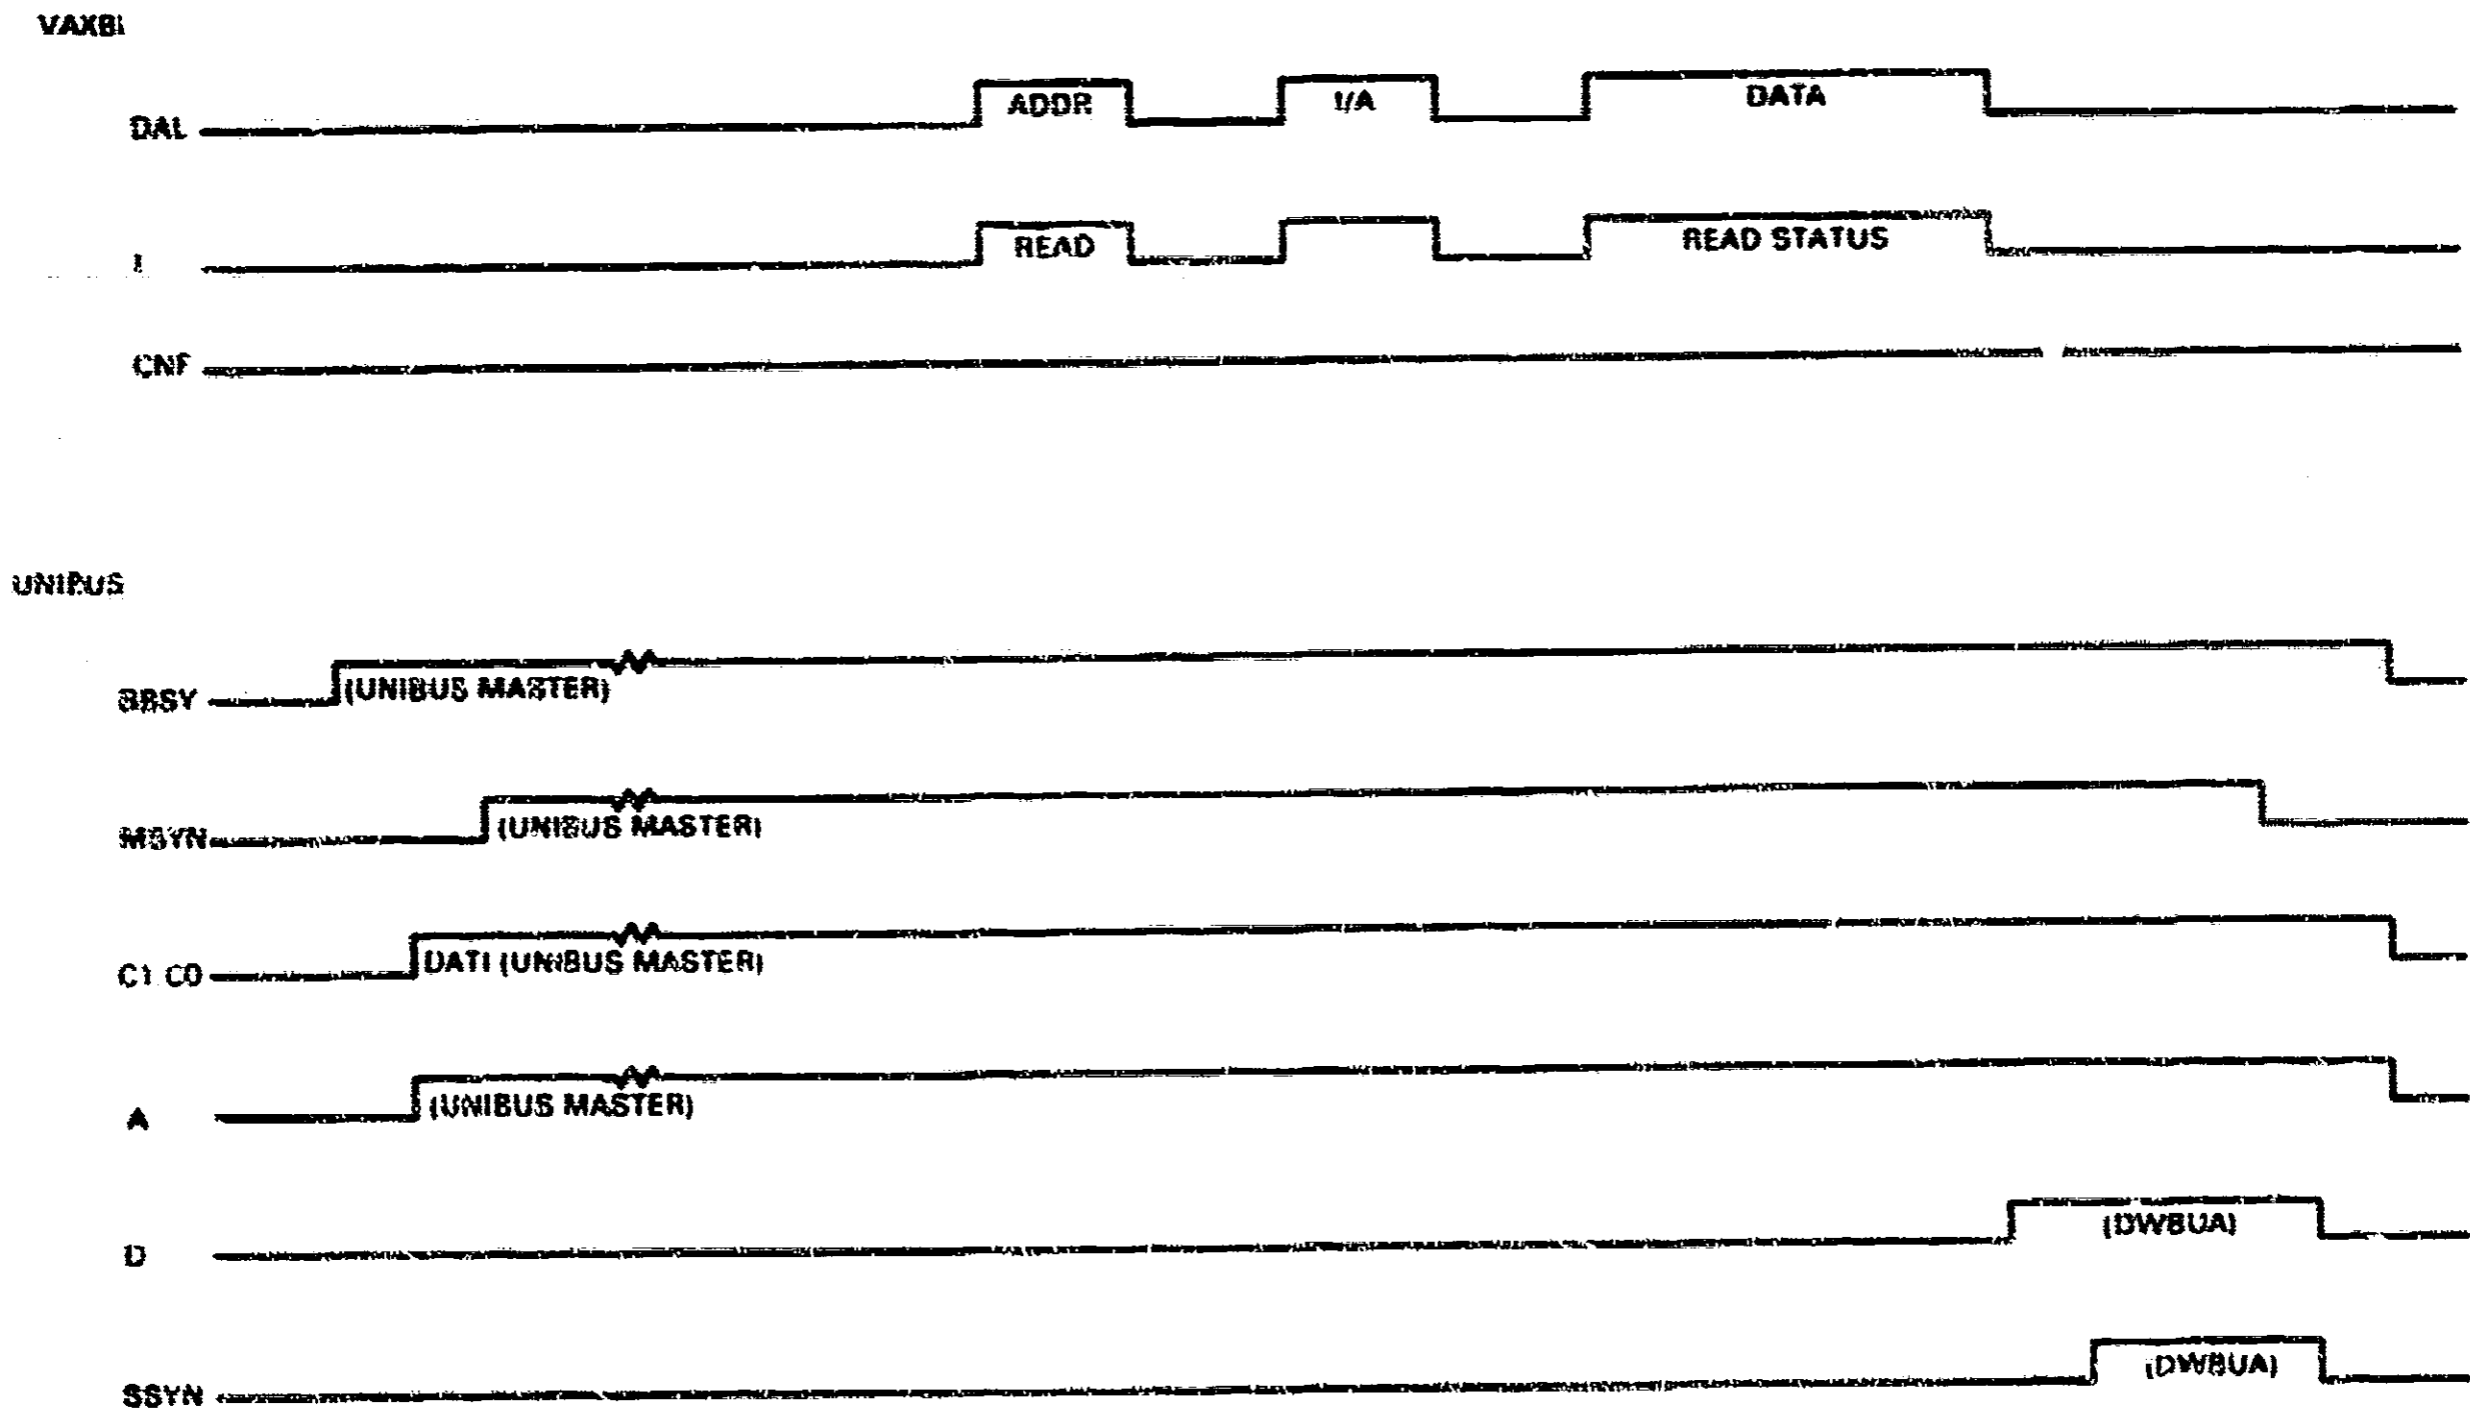 VAXBI
DAL ADDR I/A DATA
I READ READ STATUS
CNF
UNIBUS
BBSY (UNIBUS MASTER)
MSYN (UNIBUS MASTER)
C1 C0 DATI (UNIBUS MASTER)
A (UNIBUS MASTER)
D (DWBUA)
SSYN (DWBUA)